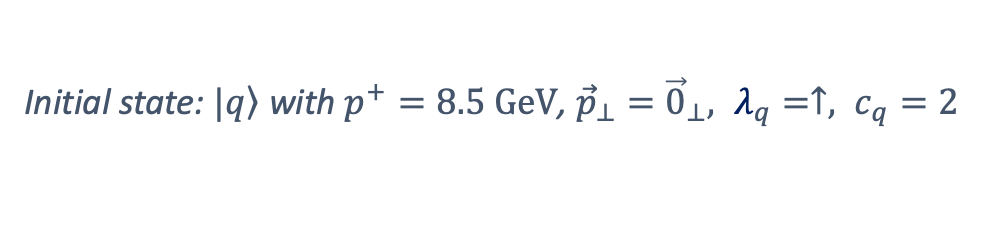 Initial state: |q⟩ with p⁺ = 8.5 GeV, p⃗⊥ = 0⃗⊥, λq =↑, cq = 2